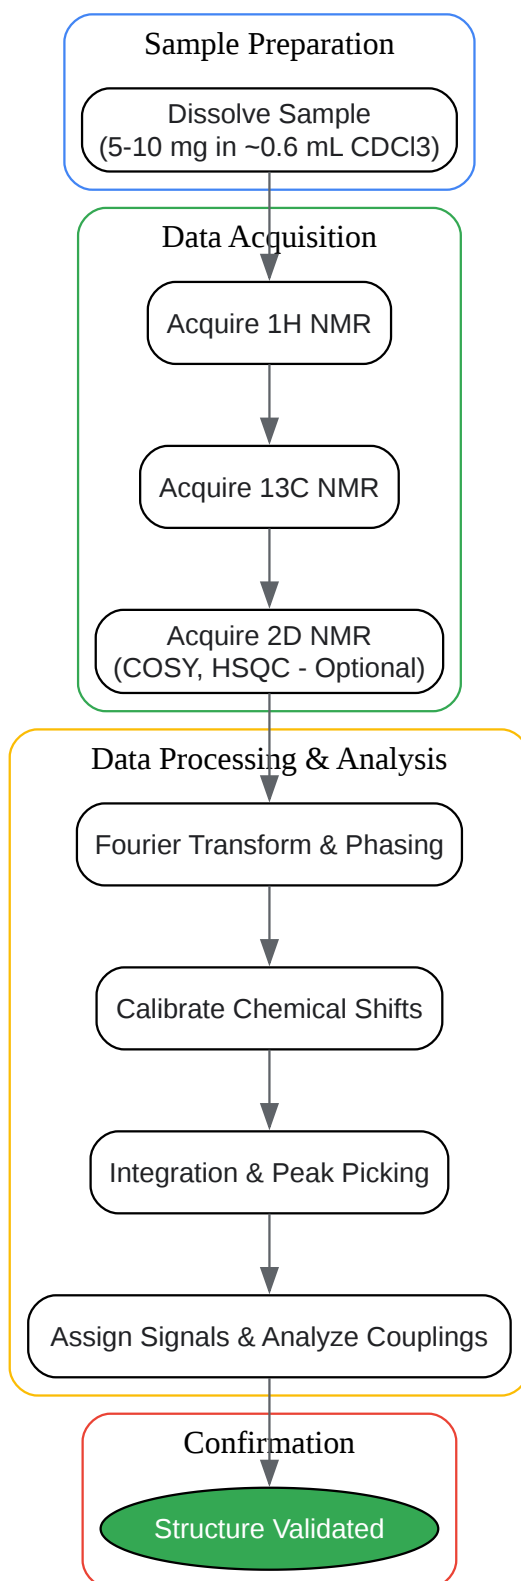 Sample Preparation
Dissolve Sample
(5-10 mg in ~0.6 mL CDCl3)
Data Acquisition
Acquire 1H NMR
Acquire 13C NMR
Acquire 2D NMR
(COSY, HSQC - Optional)
Data Processing & Analysis
Fourier Transform & Phasing
Calibrate Chemical Shifts
Integration & Peak Picking
Assign Signals & Analyze Couplings
Confirmation
Structure Validated